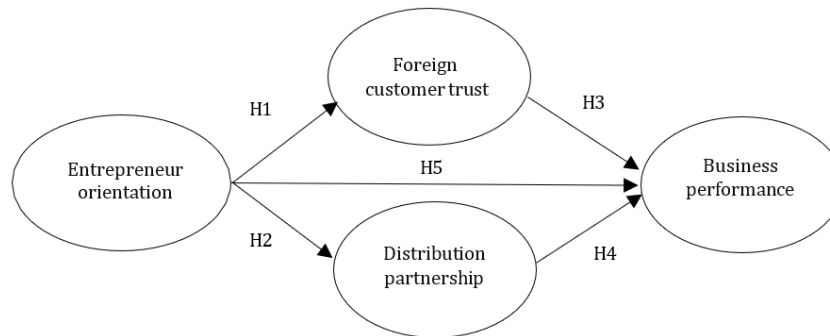 Foreign
customer trust
H1
H3
Entrepreneur
orientation
H5
Business
performance
H2
Distribution
partnership
H4